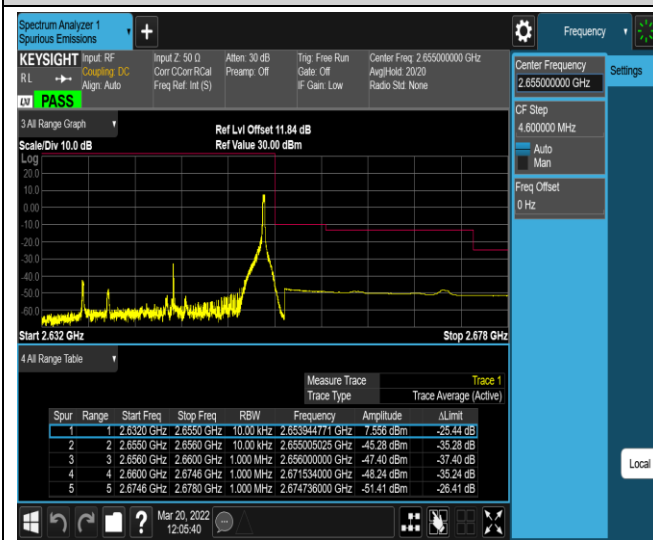 Spectrum Analyzer 1
Spurious Emissions
Frequency
KEYSIGHT
RL
Input: RF
Coupling: DC
Align: Auto
Input Z: 50 Ω
Corr CCorr RCal
Freq Ref: Int (S)
Atten: 30 dB
Preamp: Off
Trig: Free Run
Gate: Off
IF Gain: Low
Center Freq: 2.655000000 GHz
Avg|Hold: 20/20
Radio Std: None
LXI PASS
Center Frequency
2.655000000 GHz
Settings
CF Step
4.600000 MHz
Auto
Man
Freq Offset
0 Hz
3 All Range Graph
Scale/Div 10.0 dB
Ref Lvl Offset 11.84 dB
Ref Value 30.00 dBm
Log
20.0
10.0
0.00
-10.0
-20.0
-30.0
-40.0
-50.0
-60.0
Start 2.632 GHz
Stop 2.678 GHz
4 All Range Table
Measure Trace Trace 1
Trace Type Trace Average (Active)
Spur Range Start Freq Stop Freq RBW Frequency Amplitude ΔLimit
1 1 2.6320 GHz 2.6550 GHz 10.00 kHz 2.653944771 GHz 7.556 dBm -25.44 dB
2 2 2.6550 GHz 2.6560 GHz 10.00 kHz 2.655005025 GHz -45.28 dBm -35.28 dB
3 3 2.6560 GHz 2.6600 GHz 1.000 MHz 2.656000000 GHz -47.40 dBm -37.40 dB
4 4 2.6600 GHz 2.6746 GHz 1.000 MHz 2.671534000 GHz -48.24 dBm -35.24 dB
5 5 2.6746 GHz 2.6780 GHz 1.000 MHz 2.674736000 GHz -51.41 dBm -26.41 dB
Local
?
Mar 20, 2022
12:05:40